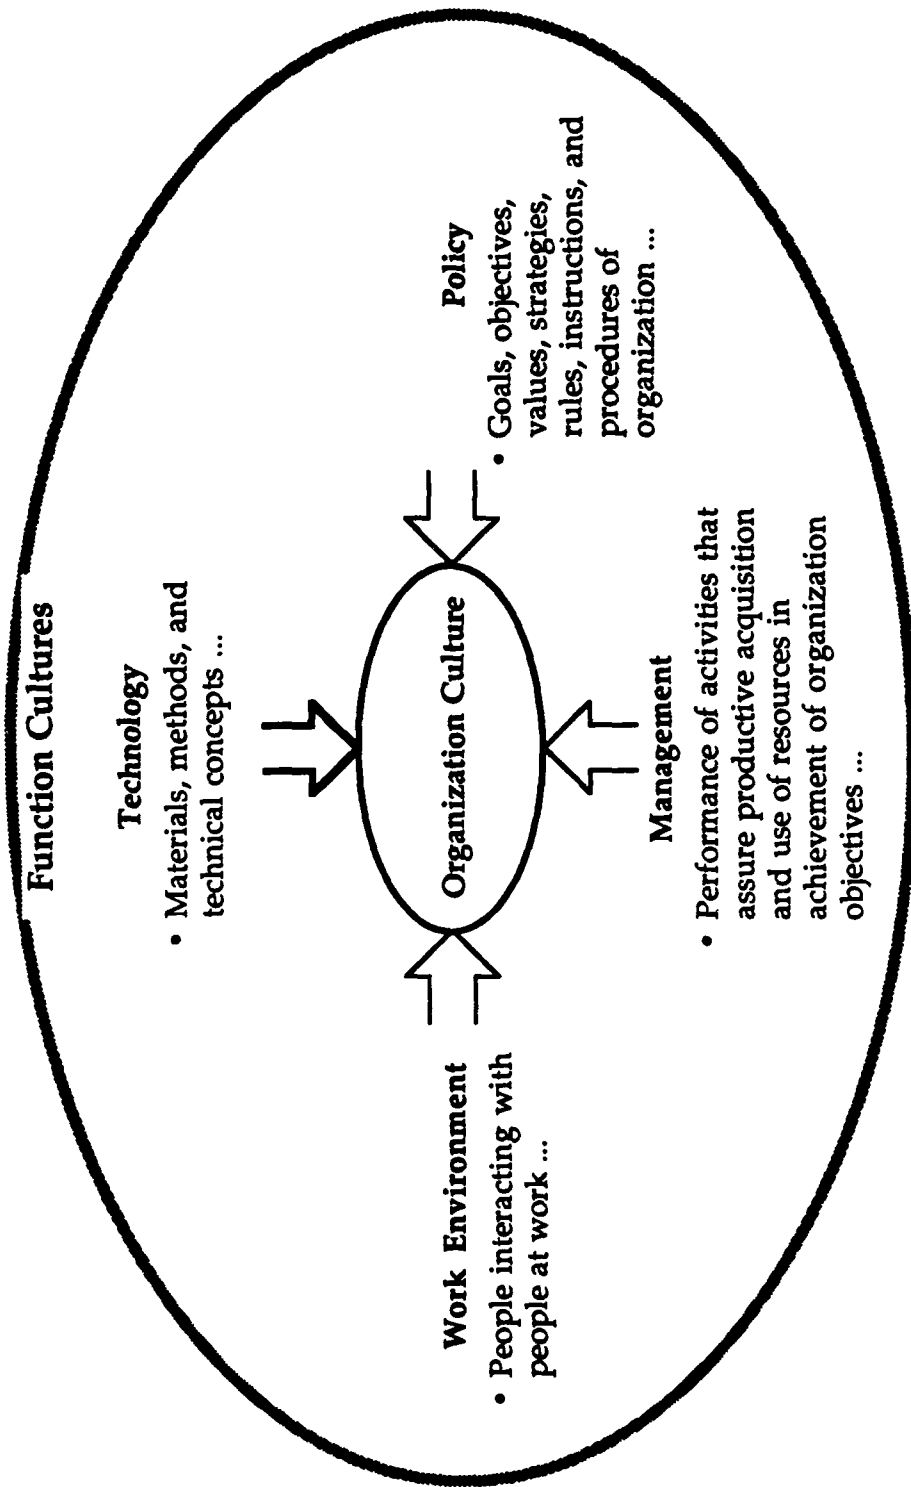 Function Cultures
Technology
• Materials, methods, and
technical concepts ...
Work Environment
• People interacting with
people at work ...
Organization Culture
Policy
• Goals, objectives,
values, strategies,
rules, instructions, and
procedures of
organization ...
Management
• Performance of activities that
assure productive acquisition
and use of resources in
achievement of organization
objectives ...